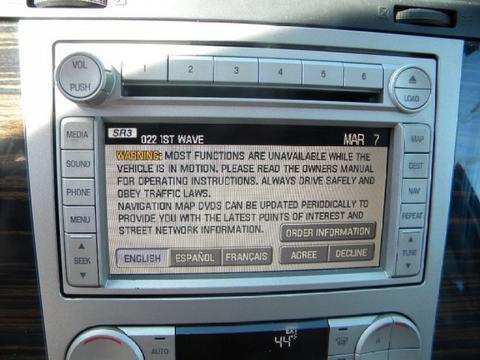 VOL
PUSH
1 2 3 4 5 6
LOAD
MEDIA
SOUND
PHONE
MENU
SEEK
MAP
DEST
NAV
REPEAT
TUNE
SR3 022 1ST WAVE MAR 7
WARNING: MOST FUNCTIONS ARE UNAVAILABLE WHILE THE
VEHICLE IS IN MOTION. PLEASE READ THE OWNERS MANUAL
FOR OPERATING INSTRUCTIONS. ALWAYS DRIVE SAFELY AND
OBEY TRAFFIC LAWS.
NAVIGATION MAP DVDS CAN BE UPDATED PERIODICALLY TO
PROVIDE YOU WITH THE LATEST POINTS OF INTEREST AND
STREET NETWORK INFORMATION.
ORDER INFORMATION
ENGLISH ESPAÑOL FRANÇAIS AGREE DECLINE
AUTO
EXT
44°F